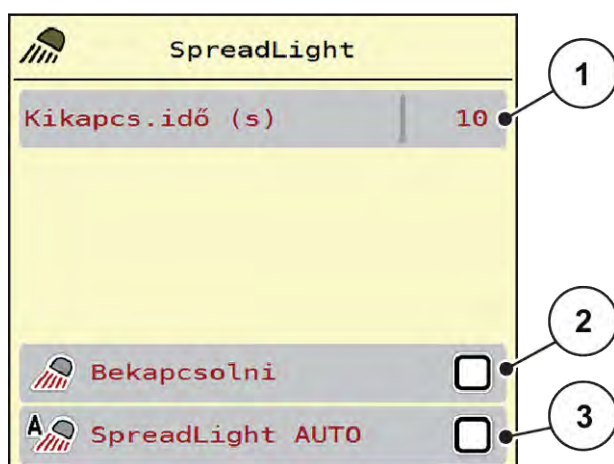 SpreadLight
Kikapcs.idő (s) 10
1
Bekapcsolni
2
A SpreadLight AUTO
3